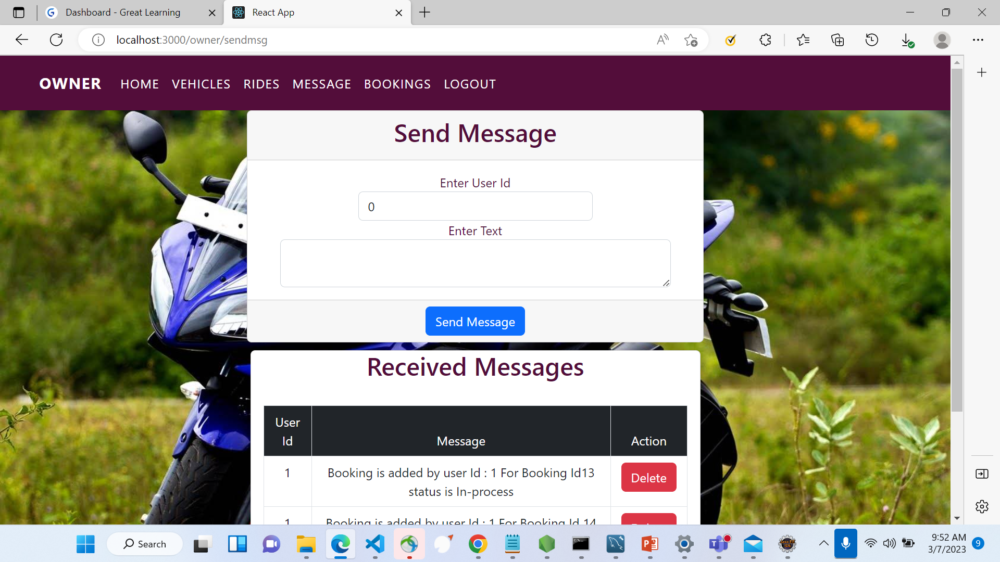 Dashboard - Great Learning
React App
localhost:3000/owner/sendmsg
OWNER HOME VEHICLES RIDES MESSAGE BOOKINGS LOGOUT
Send Message
Enter User Id
0
Enter Text
Send Message
Received Messages
User Id
Message
Action
1
Booking is added by user Id : 1 For Booking Id13
status is In-process
Delete
1
Booking is added by user Id : 1 For Booking Id 14
Search
9:52 AM
3/7/2023
9